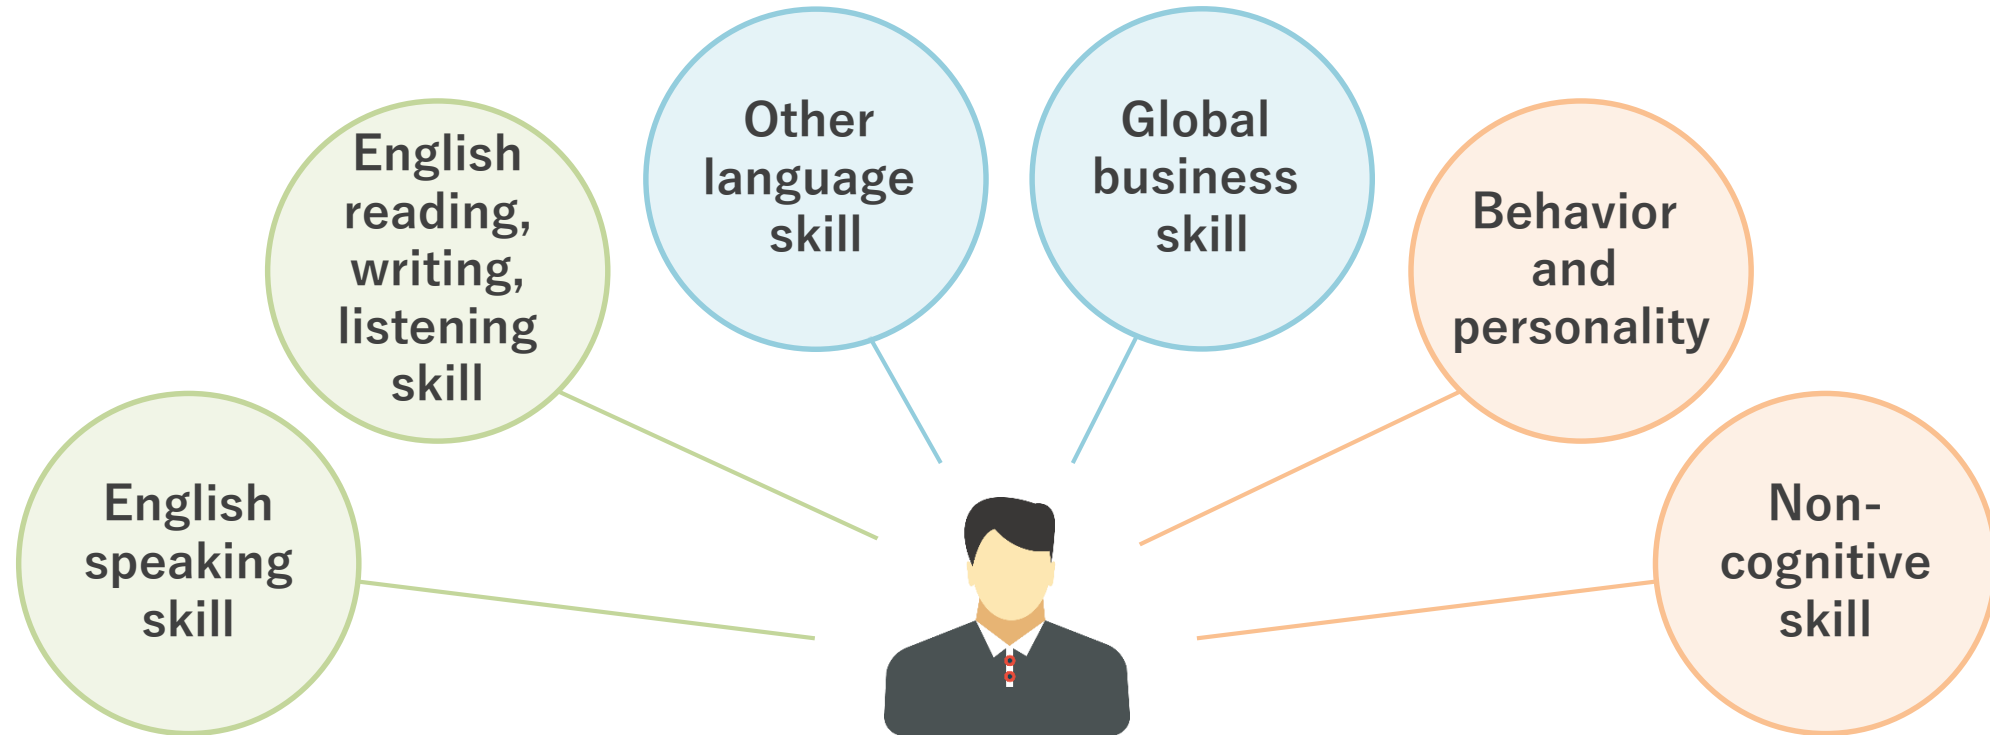 English
speaking
skill
English
reading,
writing,
listening
skill
Other
language
skill
Global
business
skill
Behavior
and
personality
Non-
cognitive
skill